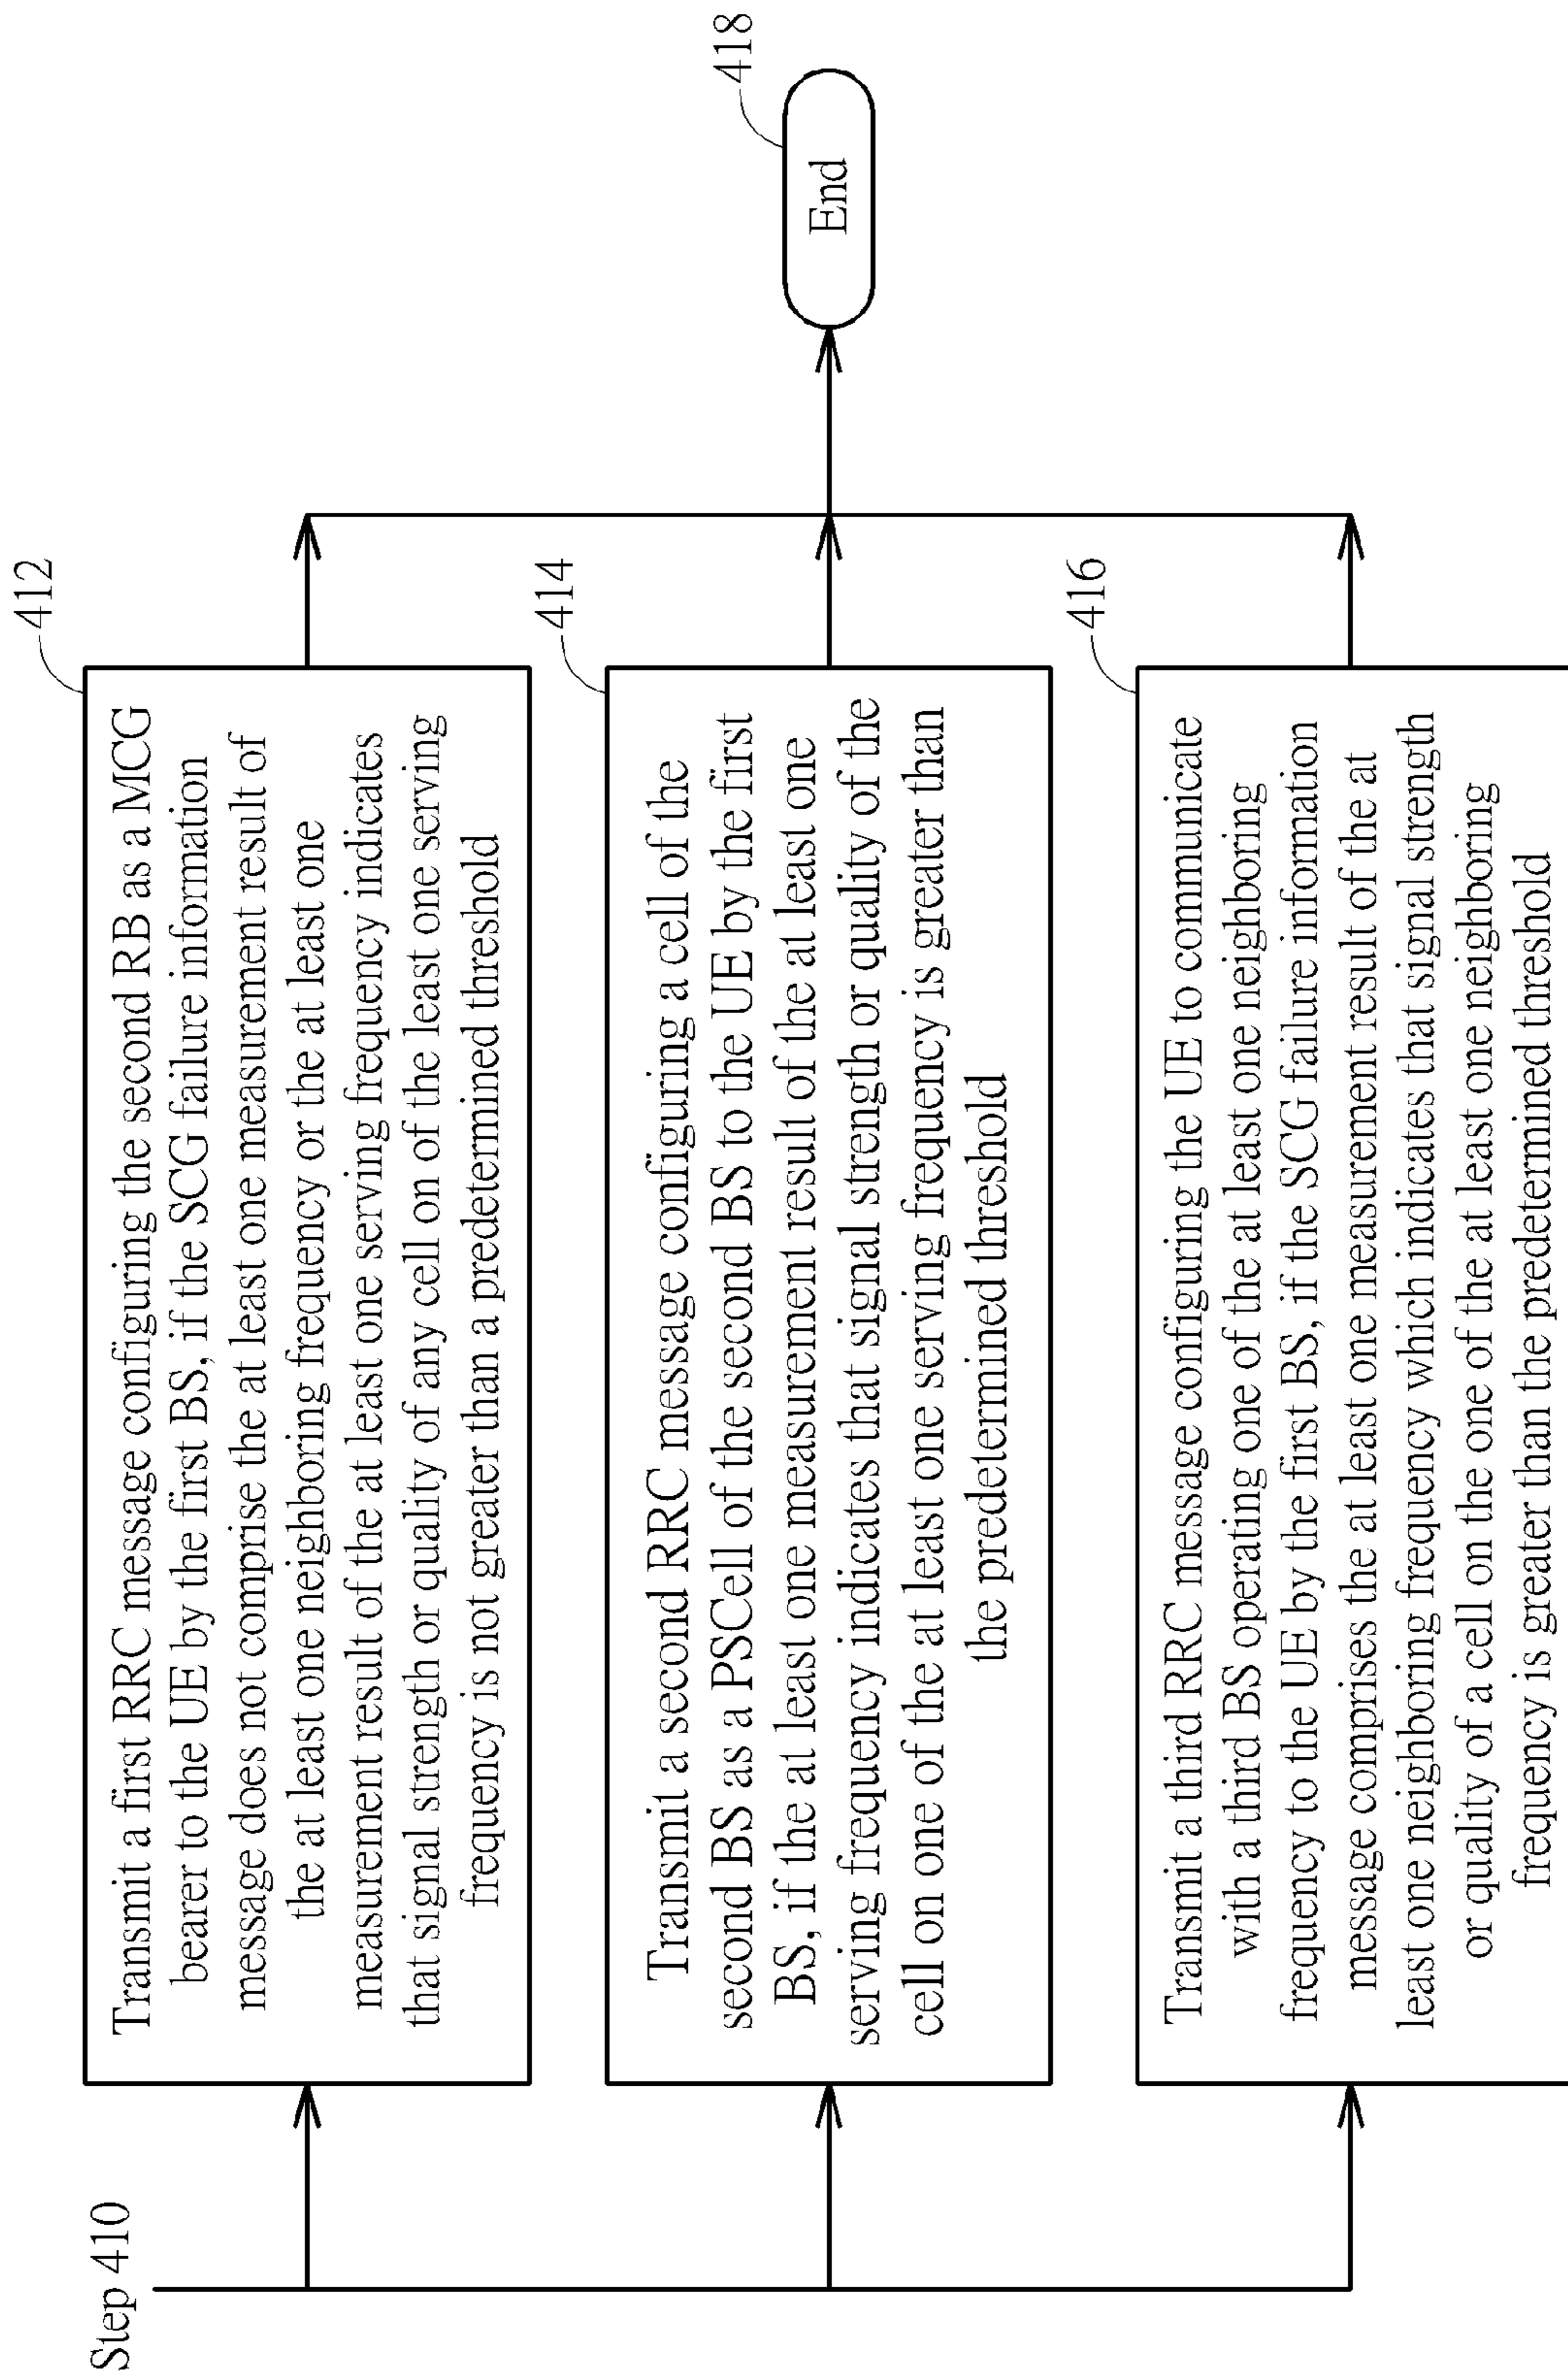 Step 410
412
Transmit a first RRC message configuring the second RB as a MCG
bearer to the UE by the first BS, if the SCG failure information
message does not comprise the at least one measurement result of
the at least one neighboring frequency or the at least one
measurement result of the at least one serving frequency indicates
that signal strength or quality of any cell on of the least one serving
frequency is not greater than a predetermined threshold
414
Transmit a second RRC message configuring a cell of the
second BS as a PSCell of the second BS to the UE by the first
BS, if the at least one measurement result of the at least one
serving frequency indicates that signal strength or quality of the
cell on one of the at least one serving frequency is greater than
the predetermined threshold
416
Transmit a third RRC message configuring the UE to communicate
with a third BS operating one of the at least one neighboring
frequency to the UE by the first BS, if the SCG failure information
message comprises the at least one measurement result of the at
least one neighboring frequency which indicates that signal strength
or quality of a cell on the one of the at least one neighboring
frequency is greater than the predetermined threshold
418
End